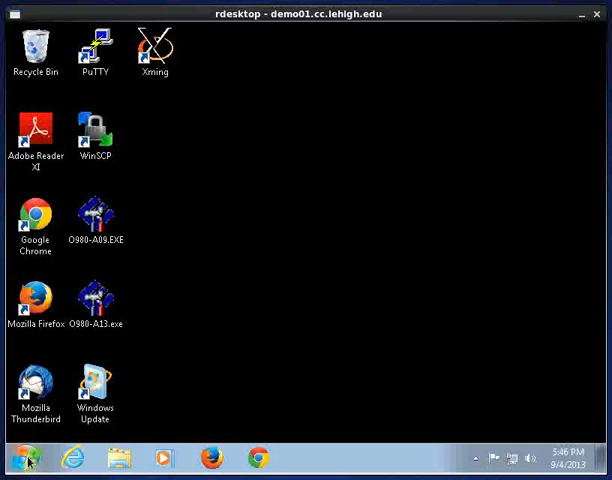 rdesktop - demo01.cc.lehigh.edu
Recycle Bin
PuTTY
Xming
Adobe Reader
XI
WinSCP
Google
Chrome
O980-A09.EXE
Mozilla Firefox
O980-A13.exe
Mozilla
Thunderbird
Windows
Update
5:46 PM
9/4/2013